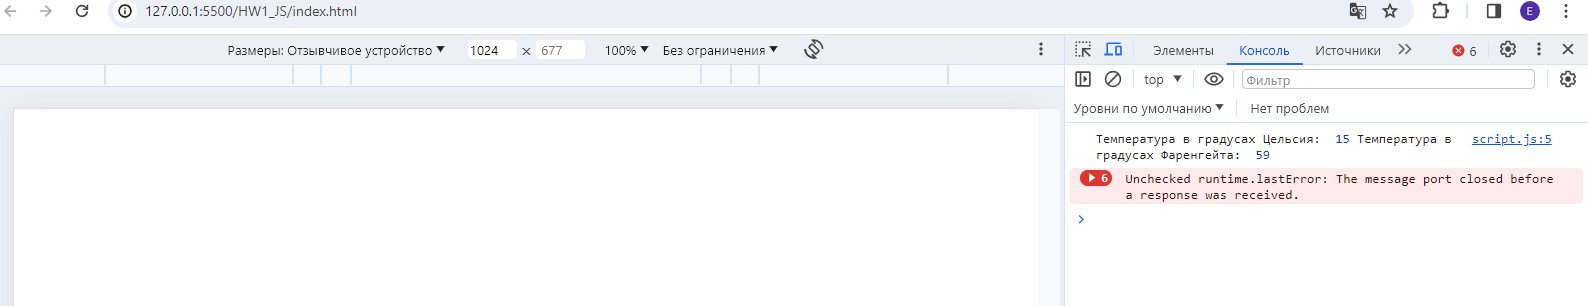 127.0.0.1:5500/HW1_JS/index.html
E
Размеры: Отзывчивое устройство 1024 × 677 100% Без ограничения
Элементы Консоль Источники 6
top Фильтр
Уровни по умолчанию Нет проблем
Температура в градусах Цельсия: 15 Температура в script.js:5
градусах Фаренгейта: 59
6 Unchecked runtime.lastError: The message port closed before
a response was received.